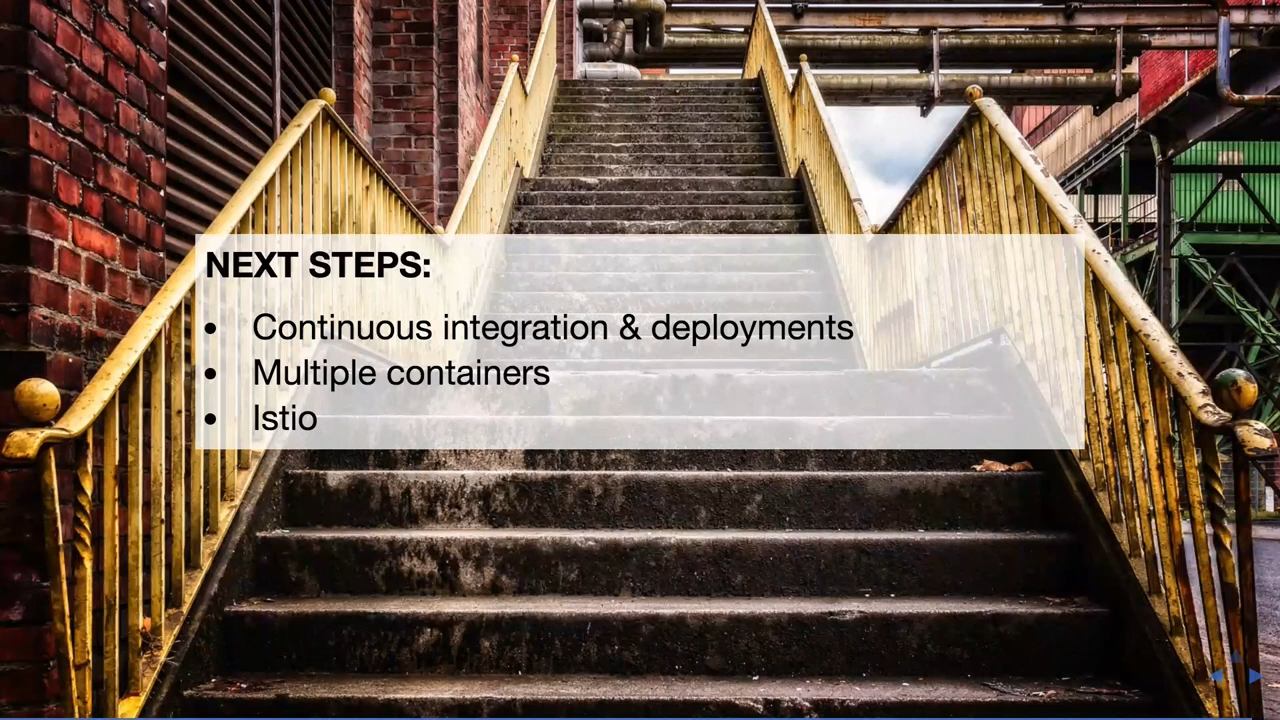 NEXT STEPS:
• Continuous integration & deployments
• Multiple containers
• Istio